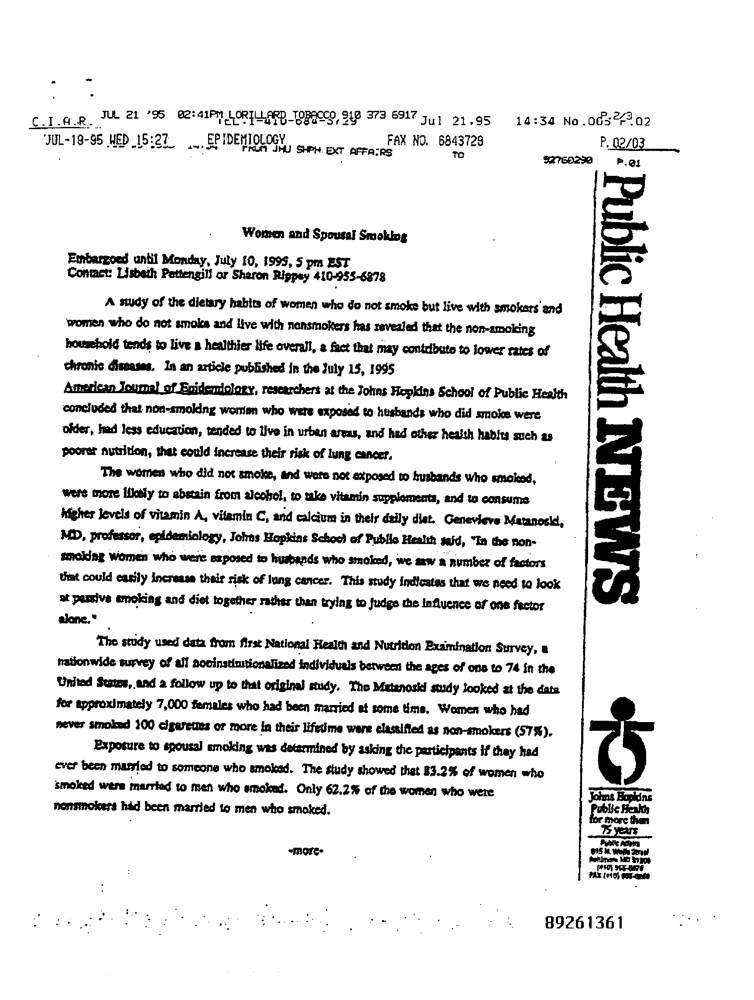 JUL 21 '95 02:41PM LORILLARD TOBACCO, 910 373 6917
C.I.A.R. Jul 21.95 14:34 No.005 P.02
P.2/3
JUL-18-95 WED 15:27 EPIDEMIOLOGY FAX NO. 6843729 P. 02/03
FROM JHU SHPH EXT AFFAIRS TO 92760290 P.01
Public Health NEWS
Women and Spousal Smoking
Embargoed until Monday, July 10, 1995, 5 pm EST
Contact: Lisbeth Pettengill or Sharon Rippey 410-955-6878
A study of the dietary habits of women who do not smoke but live with smokers and
women who do not smoke and live with nonsmokers has revealed that the non-smoking
household tends to live a healthier life overall, a fact that may contribute to lower rates of
chronic diseases. In an article published in the July 15, 1995
American Journal of Epidemiology, researchers at the Johns Hopkins School of Public Health
concluded that non-smoking women who were exposed to husbands who did smoke were
older, had less education, tended to live in urban areas, and had other health habits such as
poorer nutrition, that could increase their risk of lung cancer.
The women who did not smoke, and were not exposed to husbands who smoked,
were more likely to abstain from alcohol, to take vitamin supplements, and to consume
higher levels of vitamin A, vitamin C, and calcium in their daily diet. Genevieve Matanoski,
MD, professor, epidemiology, Johns Hopkins School of Public Health said, "In the non-
smoking women who were exposed to husbands who smoked, we saw a number of factors
that could easily increase their risk of lung cancer. This study indicates that we need to look
at passive smoking and diet together rather than trying to judge the influence of one factor
alone."
The study used data from first National Health and Nutrition Examination Survey, a
nationwide survey of all noninstitutionalized individuals between the ages of one to 74 in the
United States, and a follow up to that original study. The Matanoski study looked at the data
for approximately 7,000 females who had been married at some time. Women who had
never smoked 100 cigarettes or more in their lifetime were classified as non-smokers (57%).
Exposure to spousal smoking was determined by asking the participants if they had
ever been married to someone who smoked. The study showed that 83.2% of women who
smoked were married to men who smoked. Only 62.2% of the women who were
nonsmokers had been married to men who smoked.
-more-
Johns Hopkins
Public Health
for more than
75 years
Public Affairs
615 N. Wolfe Street
Baltimore MD 21205
(410) 955-6878
FAX (410)
89261361